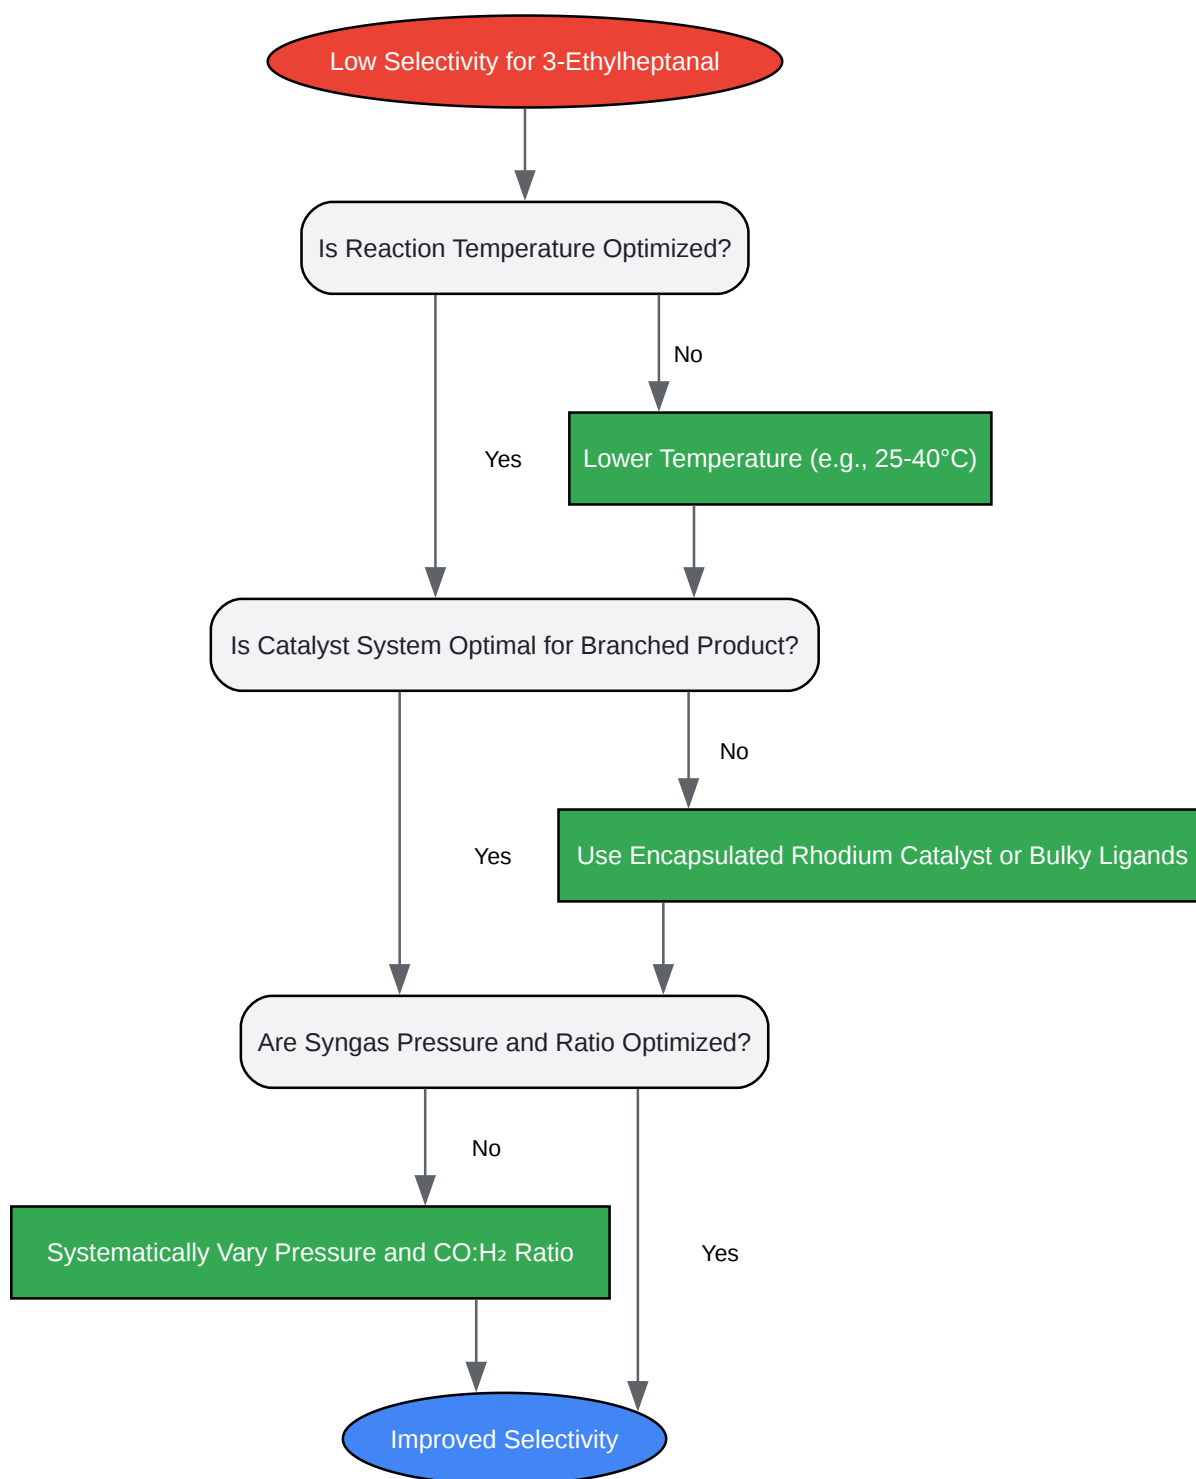 Low Selectivity for 3-Ethylheptanal
Is Reaction Temperature Optimized?
No
Yes
Lower Temperature (e.g., 25-40°C)
Is Catalyst System Optimal for Branched Product?
No
Yes
Use Encapsulated Rhodium Catalyst or Bulky Ligands
Are Syngas Pressure and Ratio Optimized?
No
Systematically Vary Pressure and CO:H₂ Ratio
Yes
Improved Selectivity